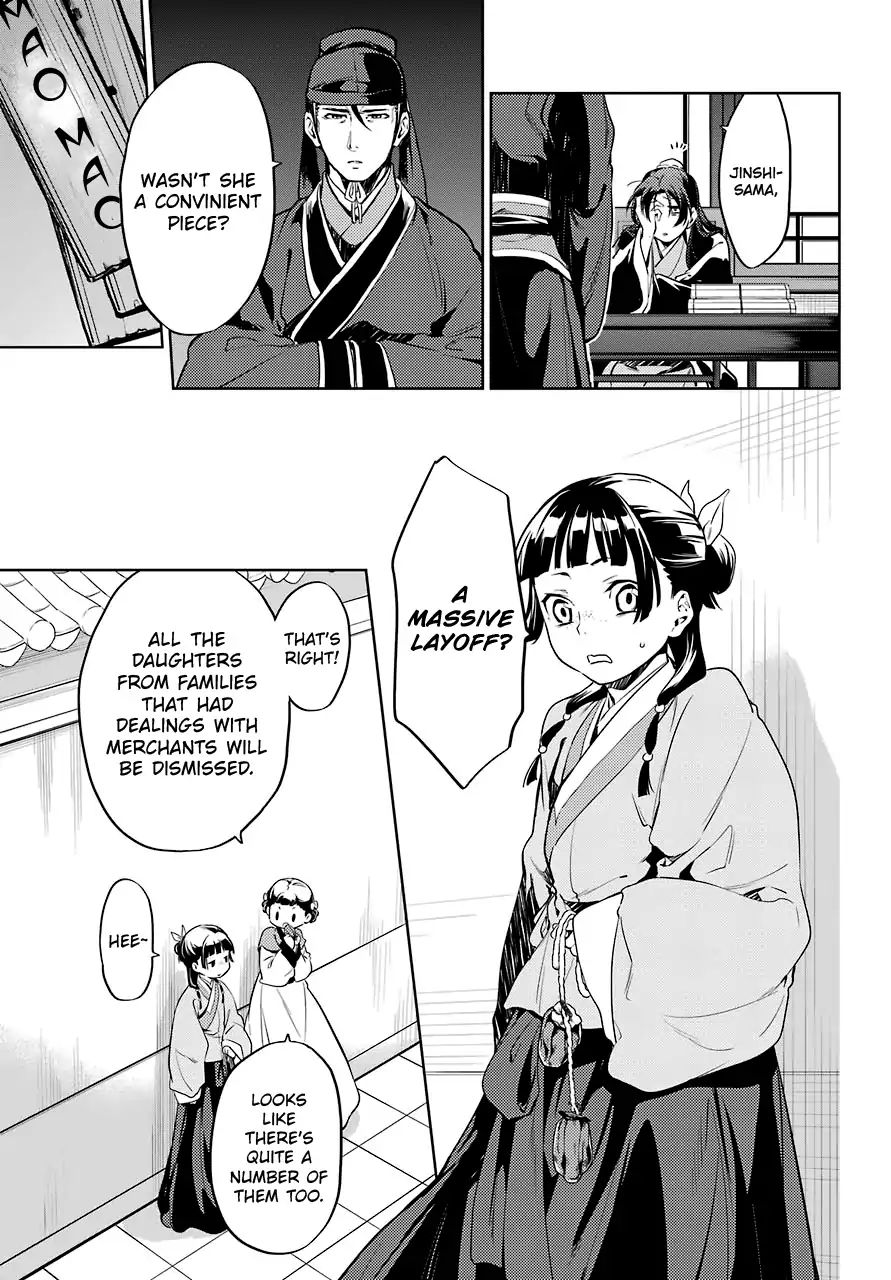 JINSHI-
SAMA,
WASN'T SHE
A CONVINIENT
PIECE?
MAOMAO
A
MASSIVE
LAYOFF?
THAT'S
RIGHT!
ALL THE
DAUGHTERS
FROM FAMILIES
THAT HAD
DEALINGS WITH
MERCHANTS WILL
BE DISMISSED.
HEE~
LOOKS
LIKE
THERE'S
QUITE A
NUMBER OF
THEM TOO.